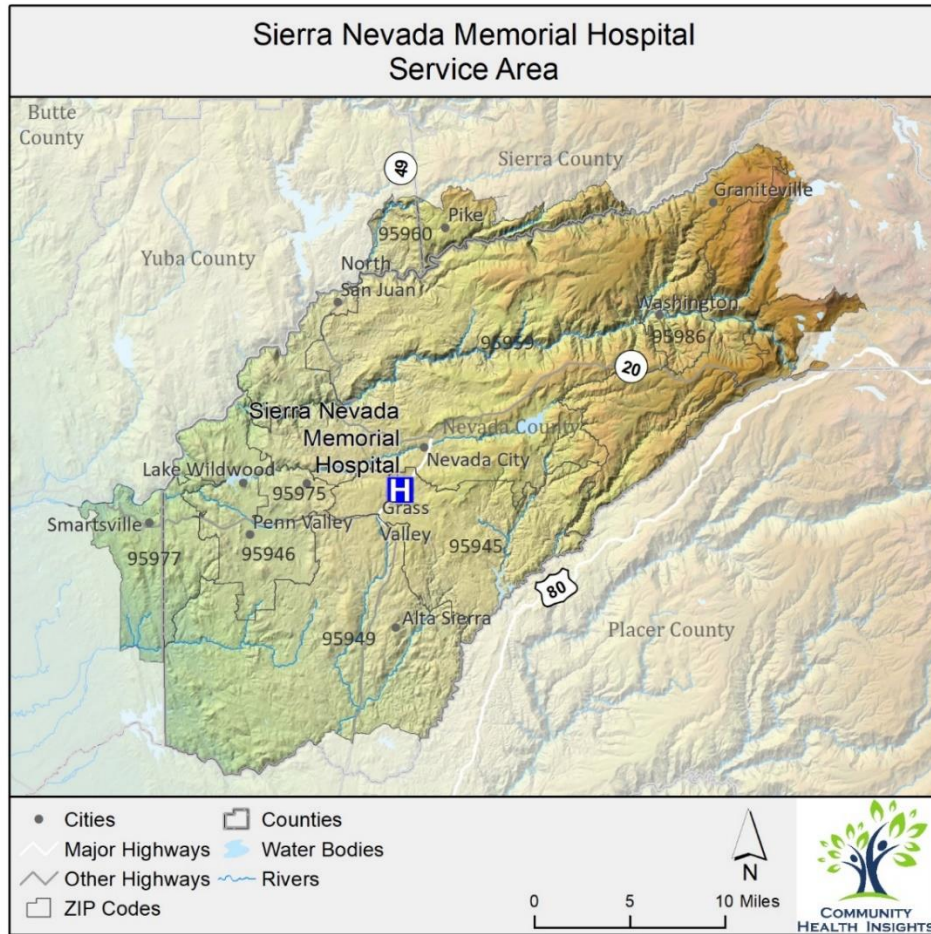 Sierra Nevada Memorial Hospital
Service Area
Butte
County
49
Sierra County
Graniteville
Pike
95960
Yuba County
North
San Juan
Washington
95959
95986
20
Sierra Nevada
Memorial
Hospital
Nevada County
Nevada City
Lake Wildwood
95975
H
Grass
Valley
Smartsville
Penn Valley
95977
95946
95945
80
Alta Sierra
95949
Placer County
Cities
Counties
Major Highways
Water Bodies
Other Highways
Rivers
ZIP Codes
N
0 5 10 Miles
COMMUNITY
HEALTH INSIGHTS